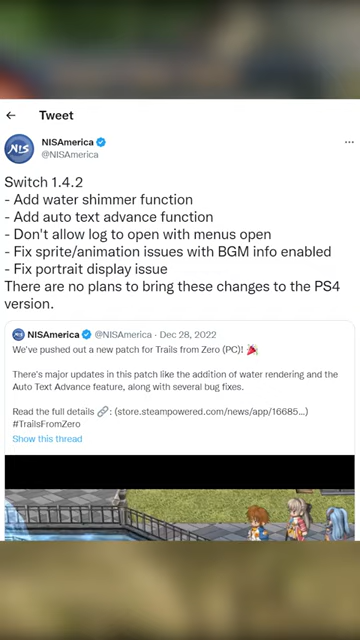 Tweet
NIS
NISAmerica
@NISAmerica
Switch 1.4.2
- Add water shimmer function
- Add auto text advance function
- Don't allow log to open with menus open
- Fix sprite/animation issues with BGM info enabled
- Fix portrait display issue
There are no plans to bring these changes to the PS4
version.
NISAmerica @NISAmerica · Dec 28, 2022
We've pushed out a new patch for Trails from Zero (PC)! 🎉
There's major updates in this patch like the addition of water rendering and the
Auto Text Advance feature, along with several bug fixes.
Read the full details 🔗: (store.steampowered.com/news/app/16685...)
#TrailsFromZero
Show this thread